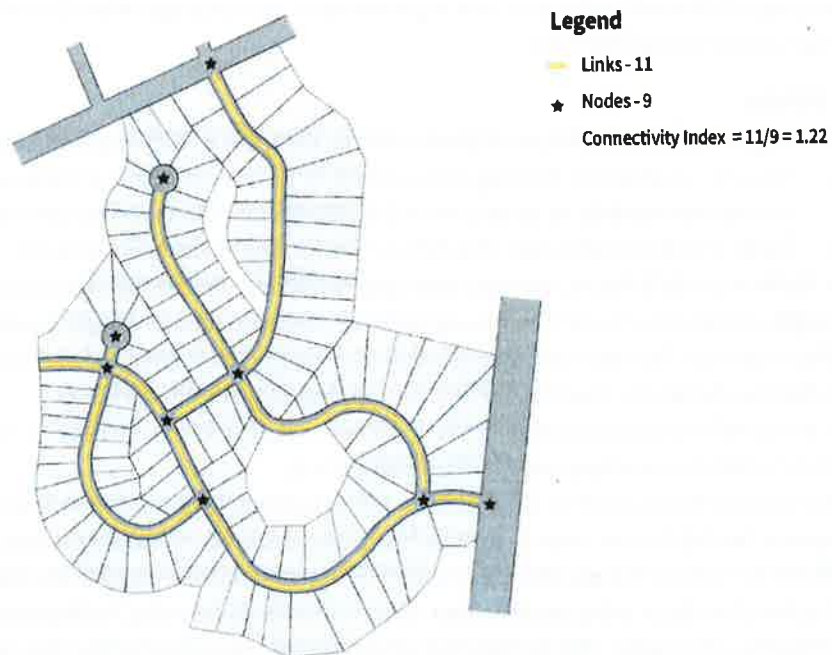 Legend
Links - 11
Nodes - 9
Connectivity Index = 11/9 = 1.22